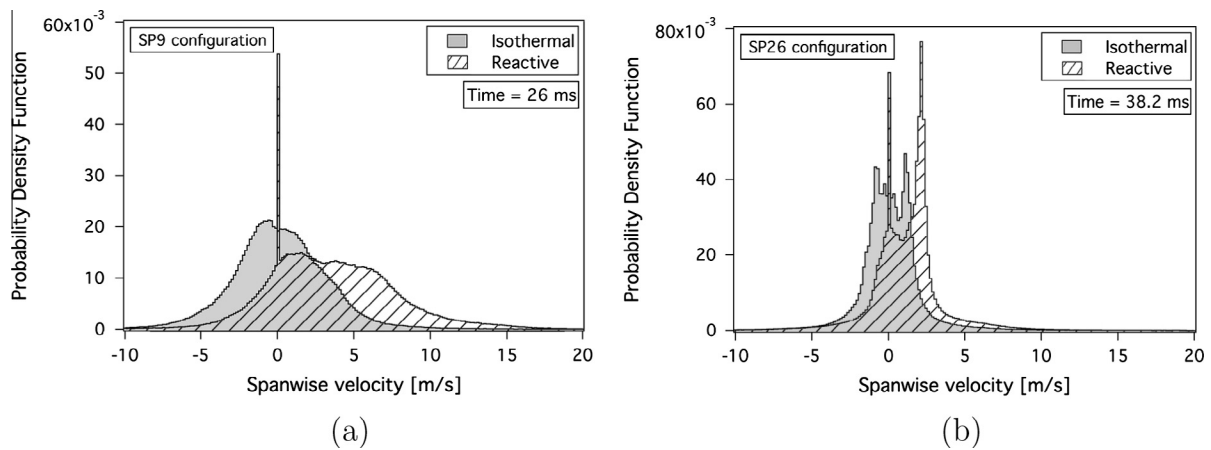 60x10-3
50
40
30
20
10
0
Probability Density Function
SP9 configuration
Isothermal
Reactive
Time = 26 ms
-10
-5
0
5
10
15
20
Spanwise velocity [m/s]
(a)
80x10-3
60
40
20
0
Probability Density Function
SP26 configuration
Isothermal
Reactive
Time = 38.2 ms
-10
-5
0
5
10
15
20
Spanwise velocity [m/s]
(b)